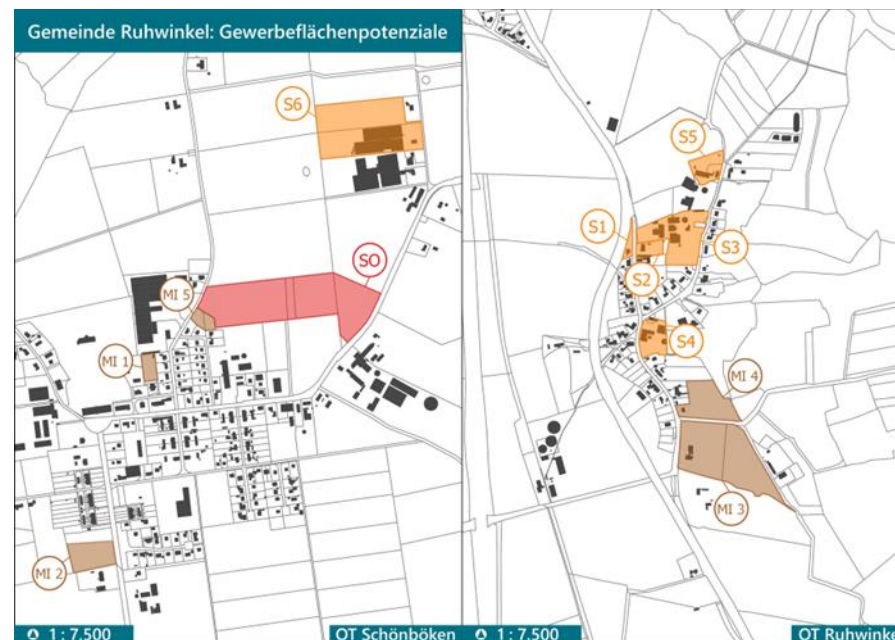 Gemeinde Ruhwinkel: Gewerbeflächenpotenziale
S6
SO
MI 5
MI 1
MI 2
1 : 7.500
OT Schönböken
S5
S1
S3
S2
S4
MI 4
MI 3
1 : 7.500
OT Ruhwinkel